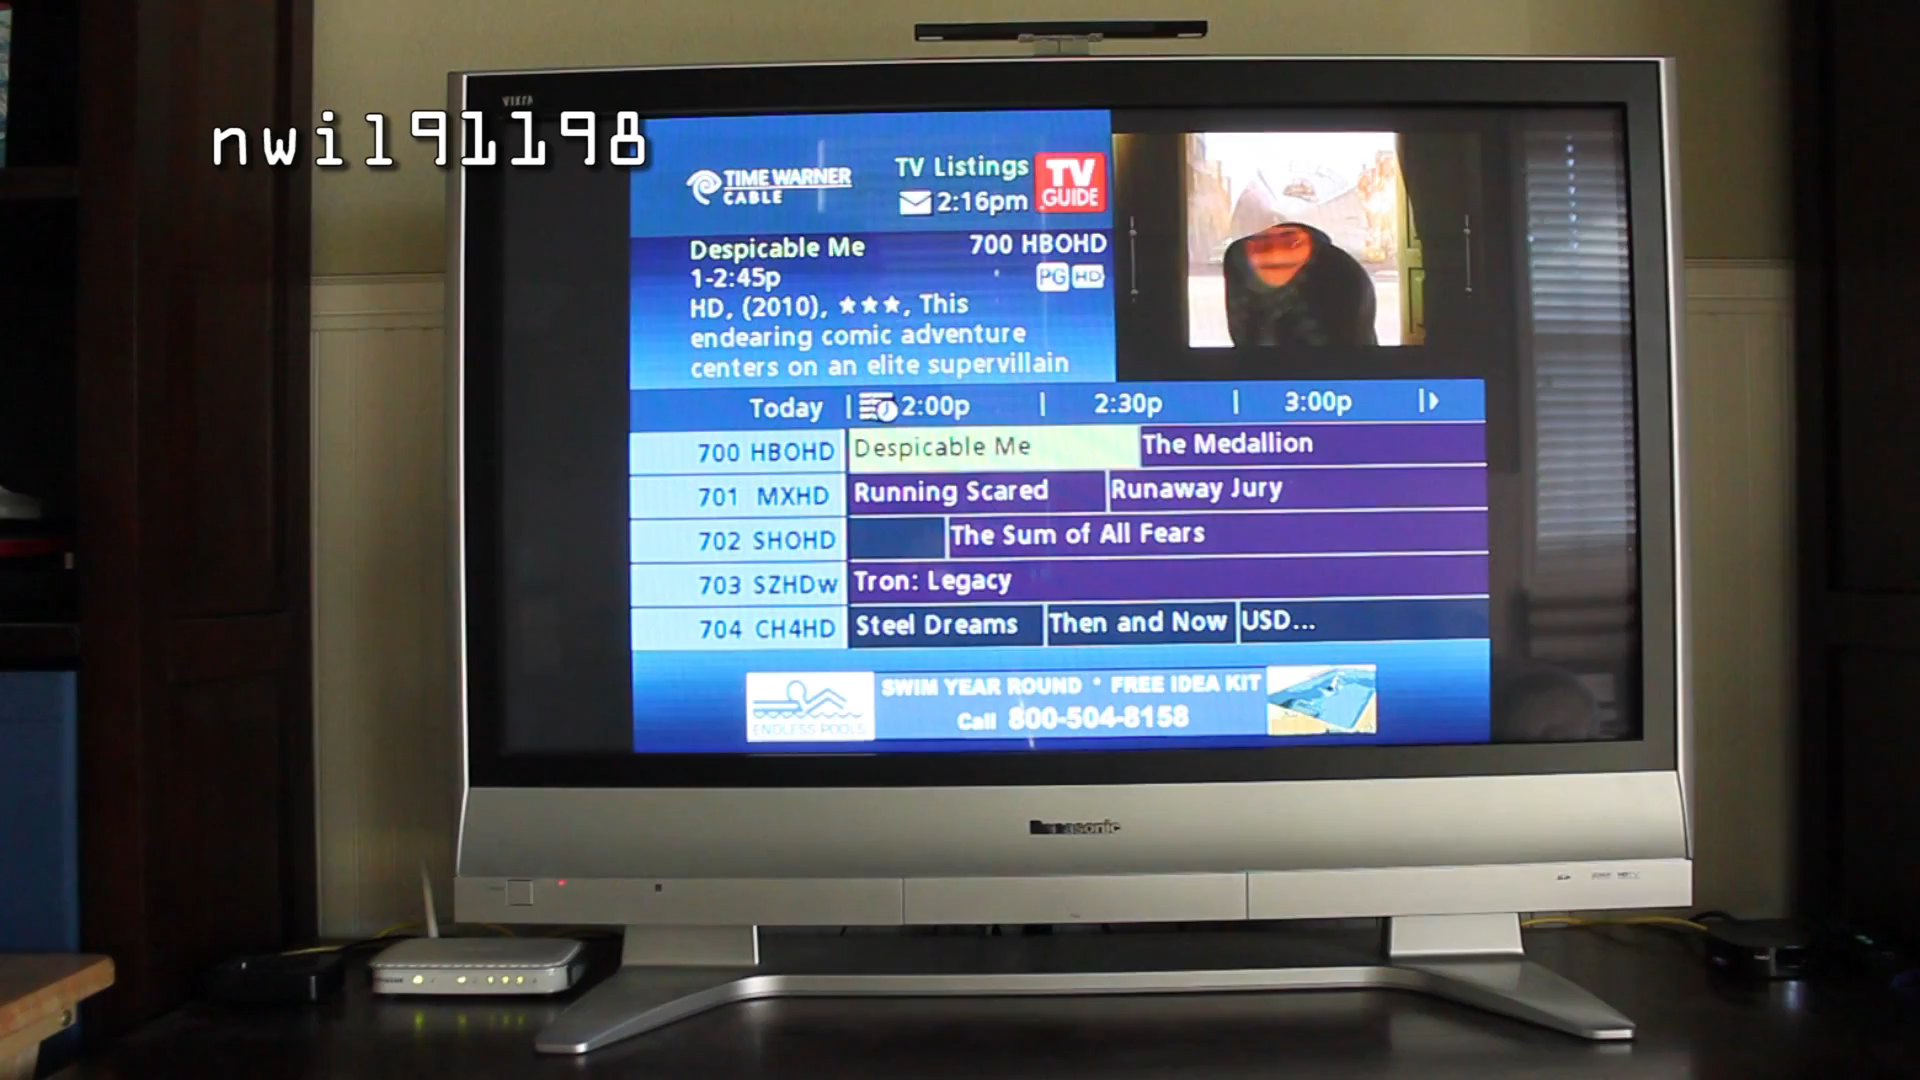 VIERA
nwi191198
TIME WARNER
CABLE
TV Listings
2:16pm
TV
GUIDE
Despicable Me 700 HBOHD
1-2:45p PG HD
HD, (2010), ★★★, This
endearing comic adventure
centers on an elite supervillain
Today 2:00p 2:30p 3:00p
700 HBOHD Despicable Me The Medallion
701 MXHD Running Scared Runaway Jury
702 SHOHD The Sum of All Fears
703 SZHDw Tron: Legacy
704 CH4HD Steel Dreams Then and Now USD...
ENDLESS POOLS
SWIM YEAR ROUND * FREE IDEA KIT
Call 800-504-8158
Panasonic